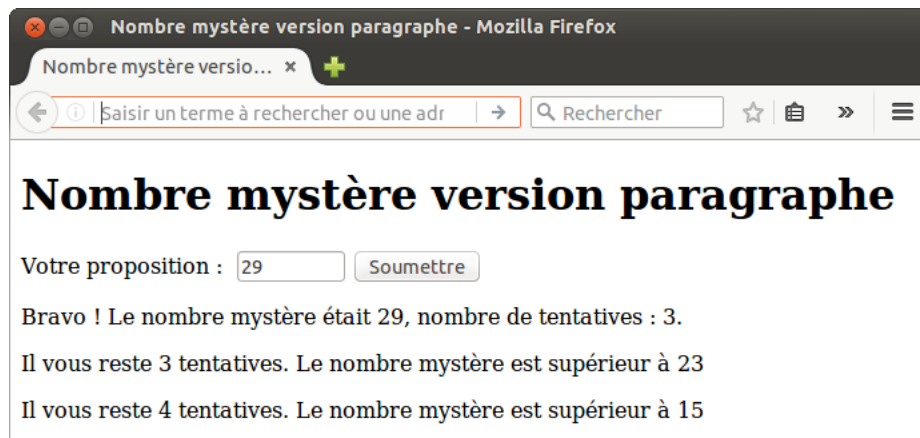 Nombre mystère version paragraphe - Mozilla Firefox
Nombre mystère versio... ×
Saisir un terme à rechercher ou une adr
Rechercher
Nombre mystère version paragraphe
Votre proposition : 29 Soumettre
Bravo ! Le nombre mystère était 29, nombre de tentatives : 3.
Il vous reste 3 tentatives. Le nombre mystère est supérieur à 23
Il vous reste 4 tentatives. Le nombre mystère est supérieur à 15